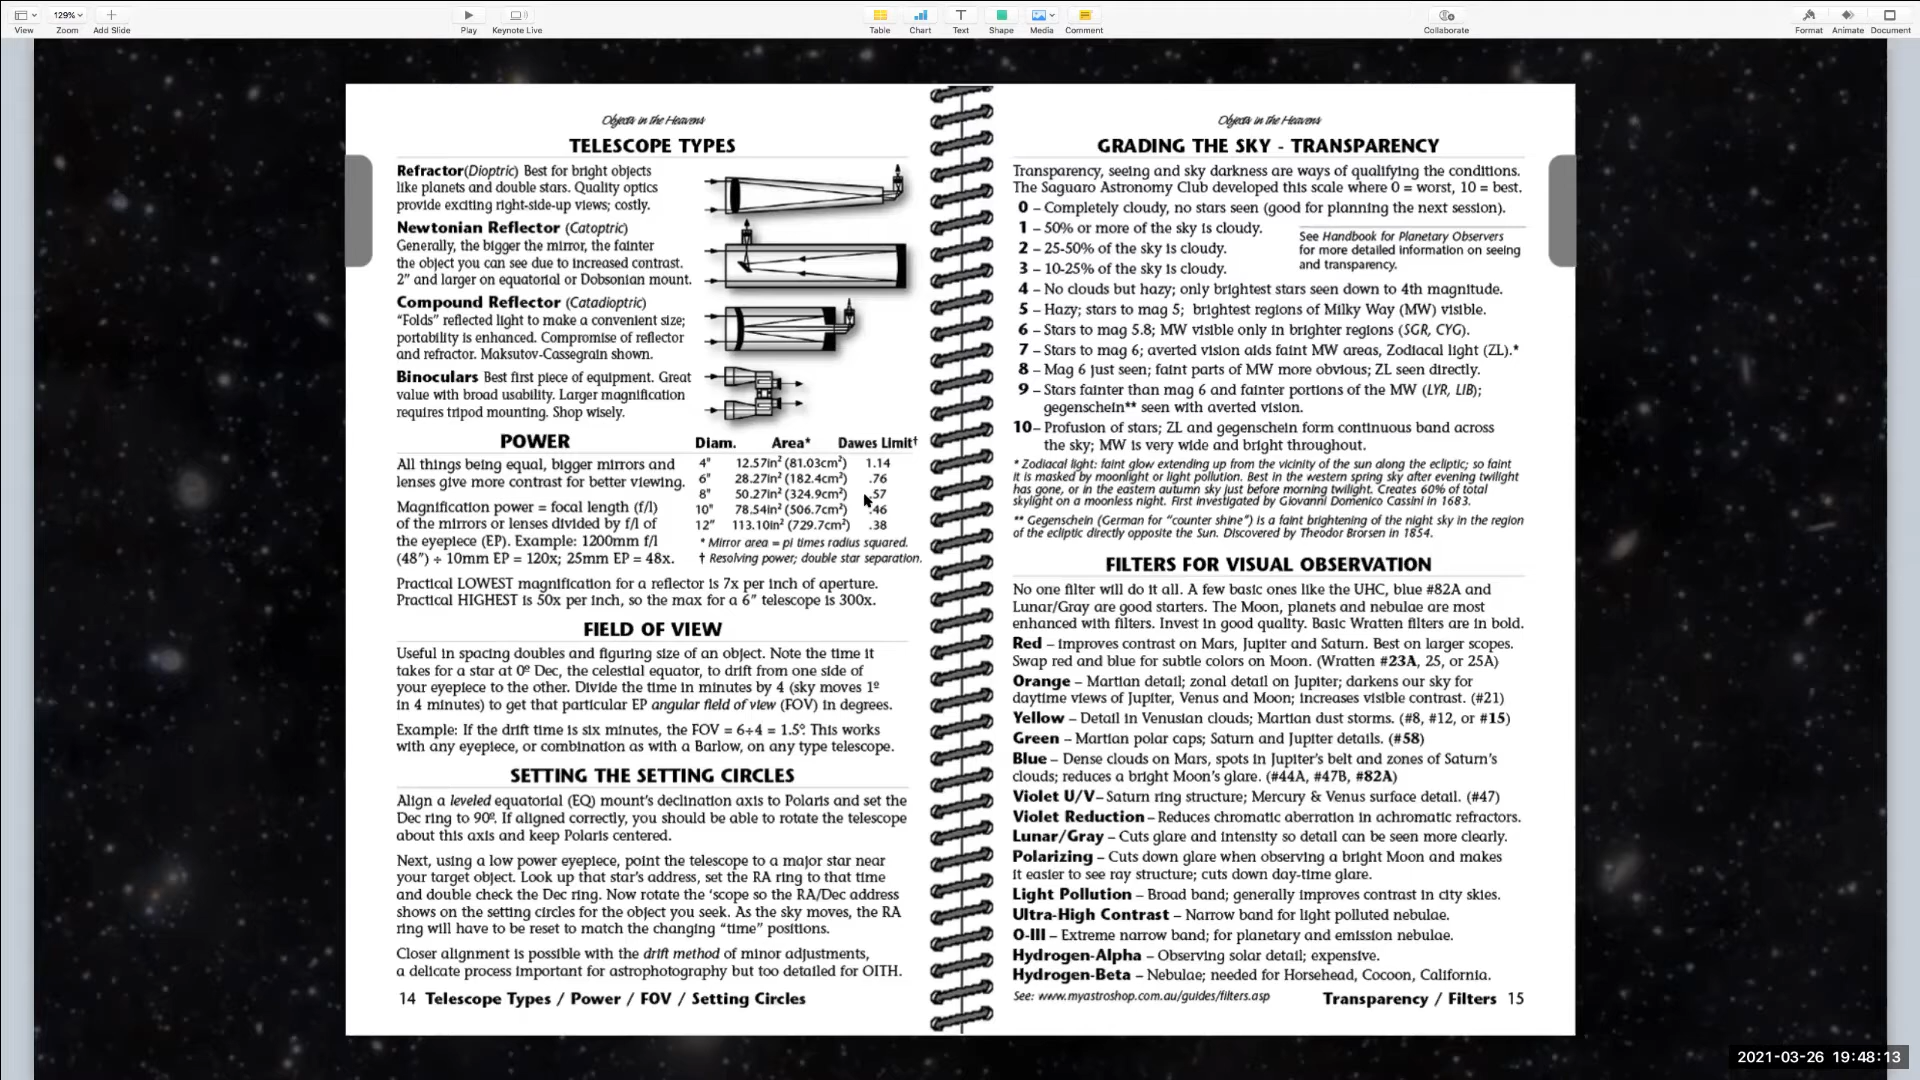 View
129%
Zoom
Add Slide
Play
Keynote Live
Table
Chart
Text
Shape
Media
Comment
Collaborate
Format
Animate
Document
Objects in the Heavens
TELESCOPE TYPES
Refractor(Dioptric) Best for bright objects
like planets and double stars. Quality optics
provide exciting right-side-up views; costly.
Newtonian Reflector (Catoptric)
Generally, the bigger the mirror, the fainter
the object you can see due to increased contrast.
2" and larger on equatorial or Dobsonian mount.
Compound Reflector (Catadioptric)
“Folds” reflected light to make a convenient size;
portability is enhanced. Compromise of reflector
and refractor. Maksutov-Cassegrain shown.
Binoculars Best first piece of equipment. Great
value with broad usability. Larger magnification
requires tripod mounting. Shop wisely.
POWER
All things being equal, bigger mirrors and
lenses give more contrast for better viewing.
Magnification power = focal length (f/l)
of the mirrors or lenses divided by f/l of
the eyepiece (EP). Example: 1200mm f/l
(48") ÷ 10mm EP = 120x; 25mm EP = 48x.
Diam. Area* Dawes Limit†
4" 12.57in² (81.03cm²) 1.14
6" 28.27in² (182.4cm²) .76
8" 50.27in² (324.9cm²) .57
10" 78.54in² (506.7cm²) .46
12" 113.10in² (729.7cm²) .38
* Mirror area = pi times radius squared.
† Resolving power; double star separation.
Practical LOWEST magnification for a reflector is 7x per inch of aperture.
Practical HIGHEST is 50x per inch, so the max for a 6" telescope is 300x.
FIELD OF VIEW
Useful in spacing doubles and figuring size of an object. Note the time it
takes for a star at 0º Dec, the celestial equator, to drift from one side of
your eyepiece to the other. Divide the time in minutes by 4 (sky moves 1º
in 4 minutes) to get that particular EP angular field of view (FOV) in degrees.
Example: If the drift time is six minutes, the FOV = 6÷4 = 1.5º. This works
with any eyepiece, or combination as with a Barlow, on any type telescope.
SETTING THE SETTING CIRCLES
Align a leveled equatorial (EQ) mount’s declination axis to Polaris and set the
Dec ring to 90º. If aligned correctly, you should be able to rotate the telescope
about this axis and keep Polaris centered.
Next, using a low power eyepiece, point the telescope to a major star near
your target object. Look up that star’s address, set the RA ring to that time
and double check the Dec ring. Now rotate the ‘scope so the RA/Dec address
shows on the setting circles for the object you seek. As the sky moves, the RA
ring will have to be reset to match the changing “time” positions.
Closer alignment is possible with the drift method of minor adjustments,
a delicate process important for astrophotography but too detailed for OITH.
14 Telescope Types / Power / FOV / Setting Circles
Objects in the Heavens
GRADING THE SKY - TRANSPARENCY
Transparency, seeing and sky darkness are ways of qualifying the conditions.
The Saguaro Astronomy Club developed this scale where 0 = worst, 10 = best.
0 – Completely cloudy, no stars seen (good for planning the next session).
1 – 50% or more of the sky is cloudy.
2 – 25-50% of the sky is cloudy.
3 – 10-25% of the sky is cloudy.
See Handbook for Planetary Observers
for more detailed information on seeing
and transparency.
4 – No clouds but hazy; only brightest stars seen down to 4th magnitude.
5 – Hazy; stars to mag 5; brightest regions of Milky Way (MW) visible.
6 – Stars to mag 5.8; MW visible only in brighter regions (SGR, CYG).
7 – Stars to mag 6; averted vision aids faint MW areas, Zodiacal light (ZL).*
8 – Mag 6 just seen; faint parts of MW more obvious; ZL seen directly.
9 – Stars fainter than mag 6 and fainter portions of the MW (LYR, LIB);
gegenschein** seen with averted vision.
10– Profusion of stars; ZL and gegenschein form continuous band across
the sky; MW is very wide and bright throughout.
* Zodiacal light: faint glow extending up from the vicinity of the sun along the ecliptic; so faint
it is masked by moonlight or light pollution. Best in the western spring sky after evening twilight
has gone, or in the eastern autumn sky just before morning twilight. Creates 60% of total
skylight on a moonless night. First investigated by Giovanni Domenico Cassini in 1683.
** Gegenschein (German for “counter shine”) is a faint brightening of the night sky in the region
of the ecliptic directly opposite the Sun. Discovered by Theodor Brorsen in 1854.
FILTERS FOR VISUAL OBSERVATION
No one filter will do it all. A few basic ones like the UHC, blue #82A and
Lunar/Gray are good starters. The Moon, planets and nebulae are most
enhanced with filters. Invest in good quality. Basic Wratten filters are in bold.
Red – Improves contrast on Mars, Jupiter and Saturn. Best on larger scopes.
Swap red and blue for subtle colors on Moon. (Wratten #23A, 25, or 25A)
Orange – Martian detail; zonal detail on Jupiter; darkens our sky for
daytime views of Jupiter, Venus and Moon; increases visible contrast. (#21)
Yellow – Detail in Venusian clouds; Martian dust storms. (#8, #12, or #15)
Green – Martian polar caps; Saturn and Jupiter details. (#58)
Blue – Dense clouds on Mars, spots in Jupiter’s belt and zones of Saturn’s
clouds; reduces a bright Moon’s glare. (#44A, #47B, #82A)
Violet U/V– Saturn ring structure; Mercury & Venus surface detail. (#47)
Violet Reduction – Reduces chromatic aberration in achromatic refractors.
Lunar/Gray – Cuts glare and intensity so detail can be seen more clearly.
Polarizing – Cuts down glare when observing a bright Moon and makes
it easier to see ray structure; cuts down day-time glare.
Light Pollution – Broad band; generally improves contrast in city skies.
Ultra-High Contrast – Narrow band for light polluted nebulae.
O-III – Extreme narrow band; for planetary and emission nebulae.
Hydrogen-Alpha – Observing solar detail; expensive.
Hydrogen-Beta – Nebulae; needed for Horsehead, Cocoon, California.
See: www.myastroshop.com.au/guides/filters.asp
Transparency / Filters 15
2021-03-26 19:48:13